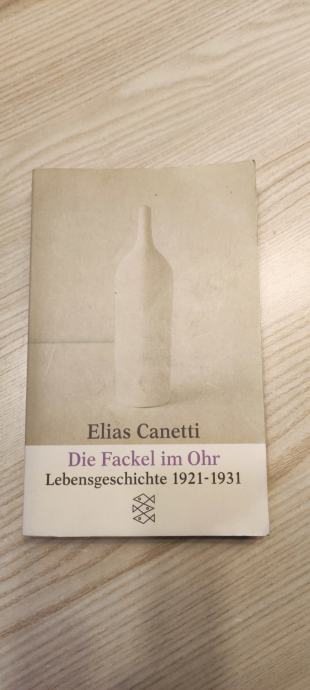 Elias Canetti
Die Fackel im Ohr
Lebensgeschichte 1921-1931